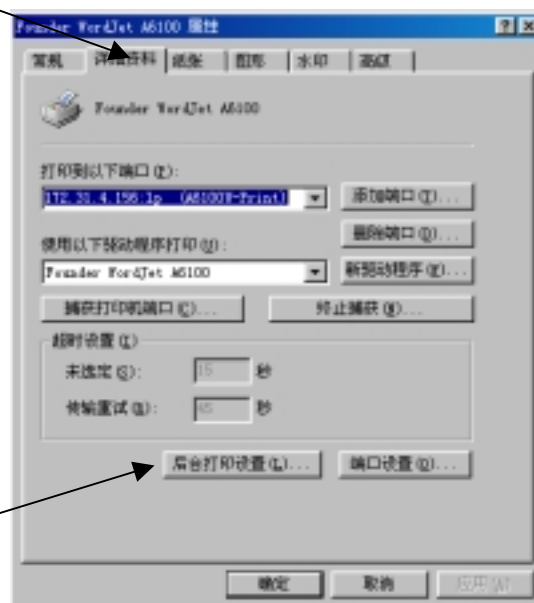 Founder WordJet A6100 属性
常规 详细资料 纸张 图形 水印 高级
Founder WordJet A6100
打印到以下端口(P):
172.31.4.156:lp (A6100W-Print)
添加端口(T)...
删除端口(D)...
使用以下驱动程序打印(U):
Founder WordJet A6100
新驱动程序(W)...
捕获打印机端口(C)... 终止捕获(N)...
超时设置(I)
未选定(S): 15 秒
传输重试(R): 45 秒
后台打印设置(L)... 端口设置(O)...
确定 取消 应用(A)